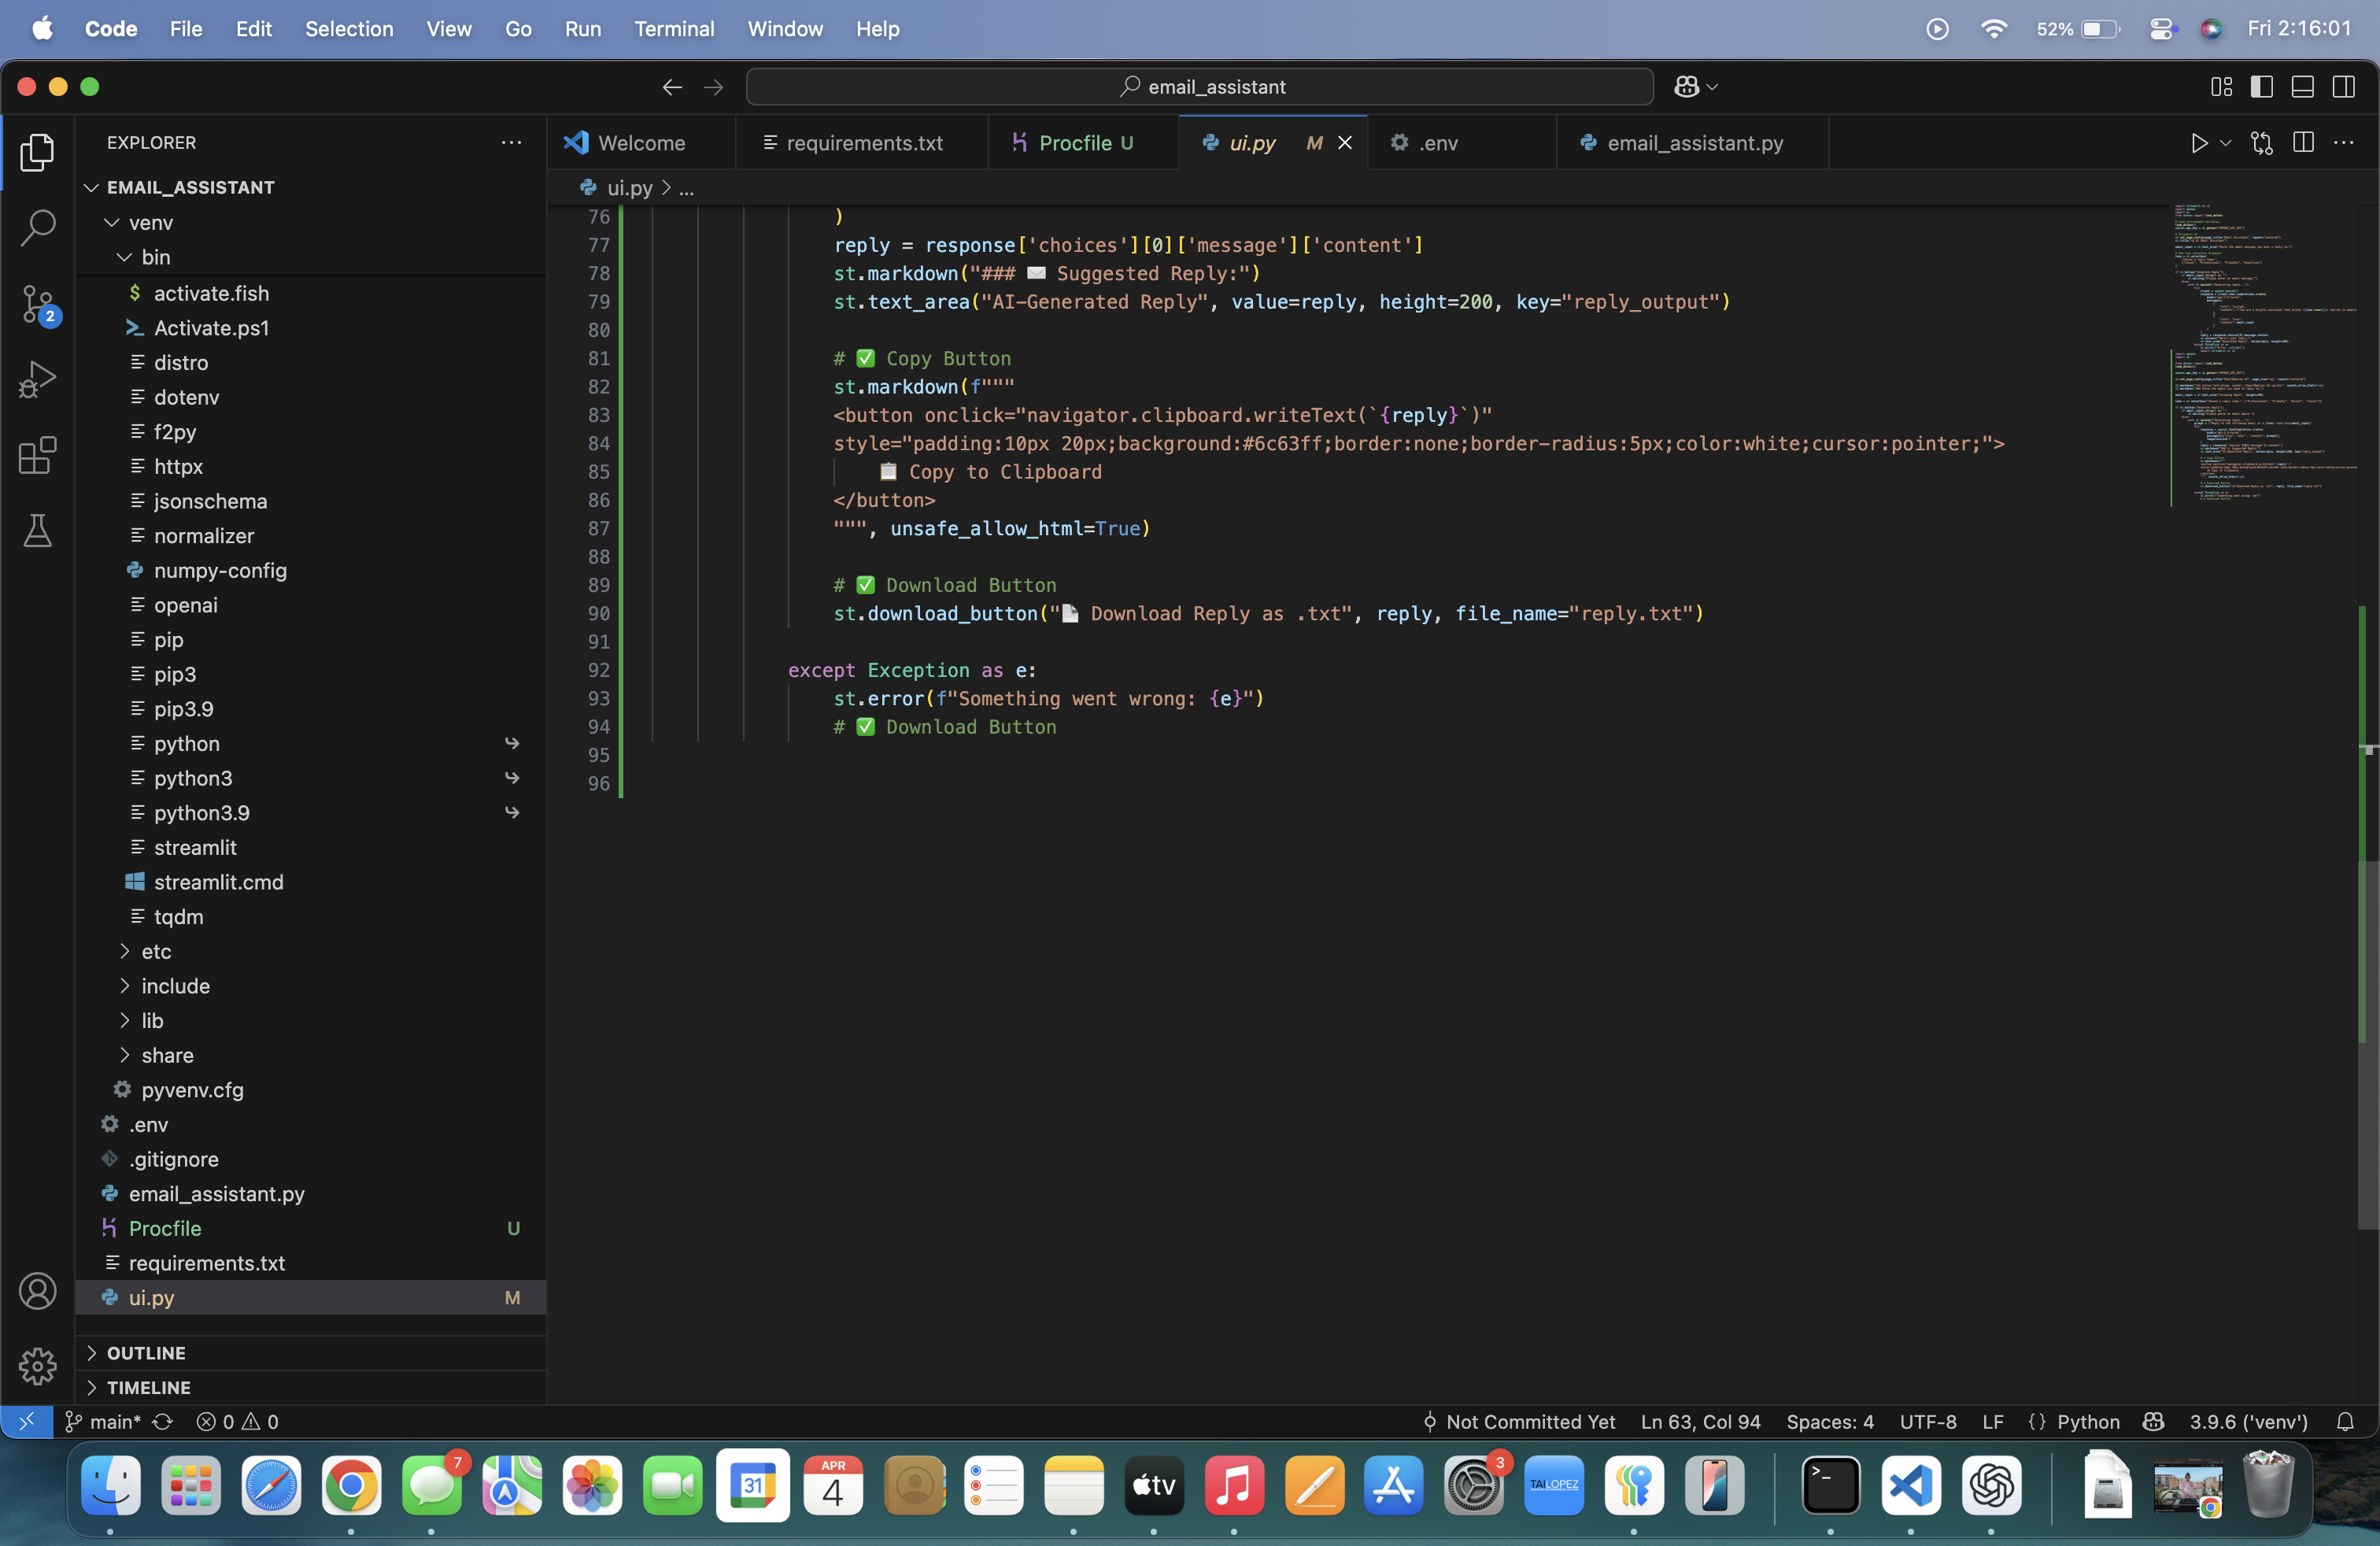 Code File Edit Selection View Go Run Terminal Window Help
52% Fri 2:16:01
email_assistant
EXPLORER
EMAIL_ASSISTANT
venv
bin
activate.fish
Activate.ps1
distro
dotenv
f2py
httpx
jsonschema
normalizer
numpy-config
openai
pip
pip3
pip3.9
python
python3
python3.9
streamlit
streamlit.cmd
tqdm
etc
include
lib
share
pyvenv.cfg
.env
.gitignore
email_assistant.py
Procfile U
requirements.txt
ui.py M
OUTLINE
TIMELINE
Welcome requirements.txt Procfile U ui.py M .env email_assistant.py
ui.py > ...
76 )
77 reply = response['choices'][0]['message']['content']
78 st.markdown("### ✉️ Suggested Reply:")
79 st.text_area("AI-Generated Reply", value=reply, height=200, key="reply_output")
80
81 # ✅ Copy Button
82 st.markdown(f"""
83 <button onclick="navigator.clipboard.writeText(`{reply}`)"
84 style="padding:10px 20px;background:#6c63ff;border:none;border-radius:5px;color:white;cursor:pointer;">
85 📋 Copy to Clipboard
86 </button>
87 """, unsafe_allow_html=True)
88
89 # ✅ Download Button
90 st.download_button("📄 Download Reply as .txt", reply, file_name="reply.txt")
91
92 except Exception as e:
93 st.error(f"Something went wrong: {e}")
94 # ✅ Download Button
95
96
2
main* 0 0 Not Committed Yet Ln 63, Col 94 Spaces: 4 UTF-8 LF {} Python 3.9.6 ('venv')
7
31
APR
4
tv
3
TAI LOPEZ
>_